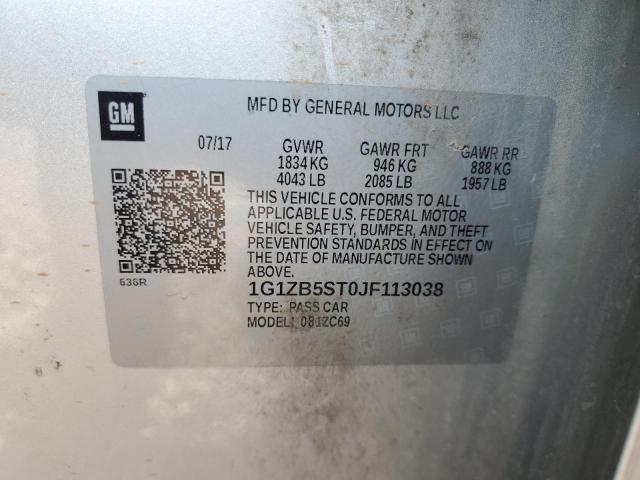 GM
MFD BY GENERAL MOTORS LLC
07/17 GVWR GAWR FRT GAWR RR
1834 KG 946 KG 888 KG
4043 LB 2085 LB 1957 LB
THIS VEHICLE CONFORMS TO ALL
APPLICABLE U.S. FEDERAL MOTOR
VEHICLE SAFETY, BUMPER, AND THEFT
PREVENTION STANDARDS IN EFFECT ON
THE DATE OF MANUFACTURE SHOWN
ABOVE.
636R
1G1ZB5ST0JF113038
TYPE: PASS CAR
MODEL: 081ZC69